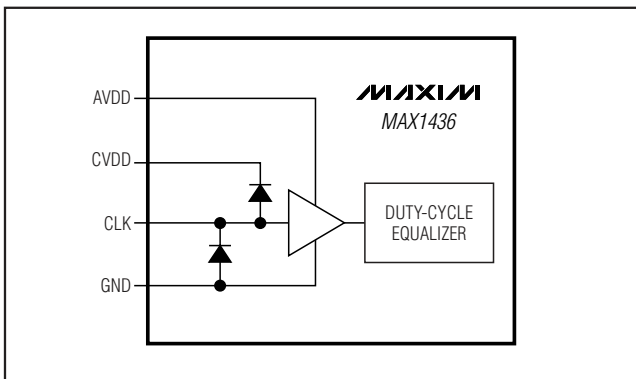 AVDD
MAXIM
MAX1436
CVDD
CLK
DUTY-CYCLE
EQUALIZER
GND